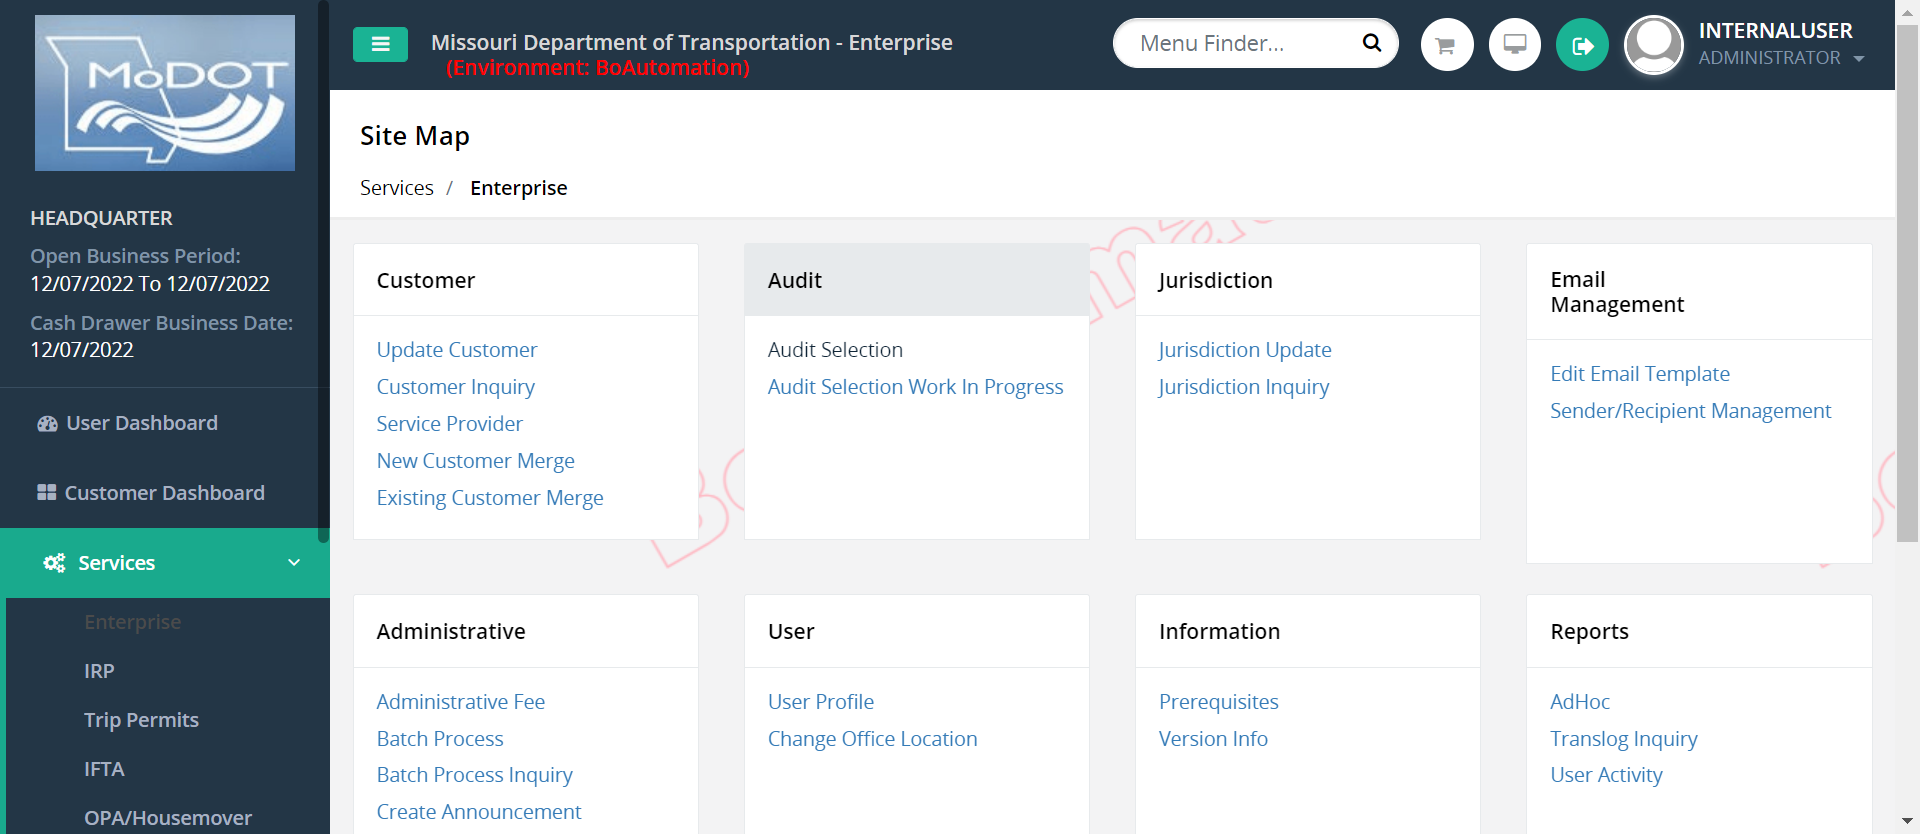 MoDOT
HEADQUARTER
Open Business Period:
12/07/2022 To 12/07/2022
Cash Drawer Business Date:
12/07/2022
User Dashboard
Customer Dashboard
Services
Enterprise
IRP
Trip Permits
IFTA
OPA/Housemover
Missouri Department of Transportation - Enterprise
(Environment: BoAutomation)
Menu Finder...
INTERNALUSER
ADMINISTRATOR
Site Map
Services / Enterprise
Customer
Update Customer
Customer Inquiry
Service Provider
New Customer Merge
Existing Customer Merge
Audit
Audit Selection
Audit Selection Work In Progress
Jurisdiction
Jurisdiction Update
Jurisdiction Inquiry
Email
Management
Edit Email Template
Sender/Recipient Management
Administrative
Administrative Fee
Batch Process
Batch Process Inquiry
Create Announcement
User
User Profile
Change Office Location
Information
Prerequisites
Version Info
Reports
AdHoc
Translog Inquiry
User Activity